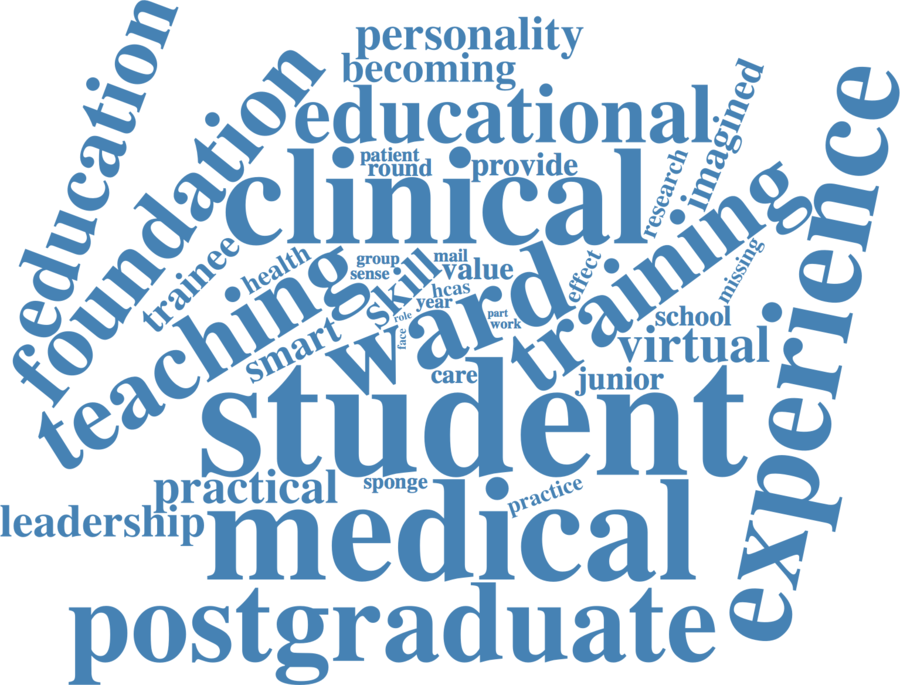 personality
becoming
education
foundation
educational
imagined
experience
clinical
patient
round
provide
research
training
trainee
health
teaching
group
sense
skill
mail
value
hcas
year
effect
missing
ward
role
face
part
work
school
virtual
smart
care
junior
student
practical
sponge
practice
leadership
medical
postgraduate